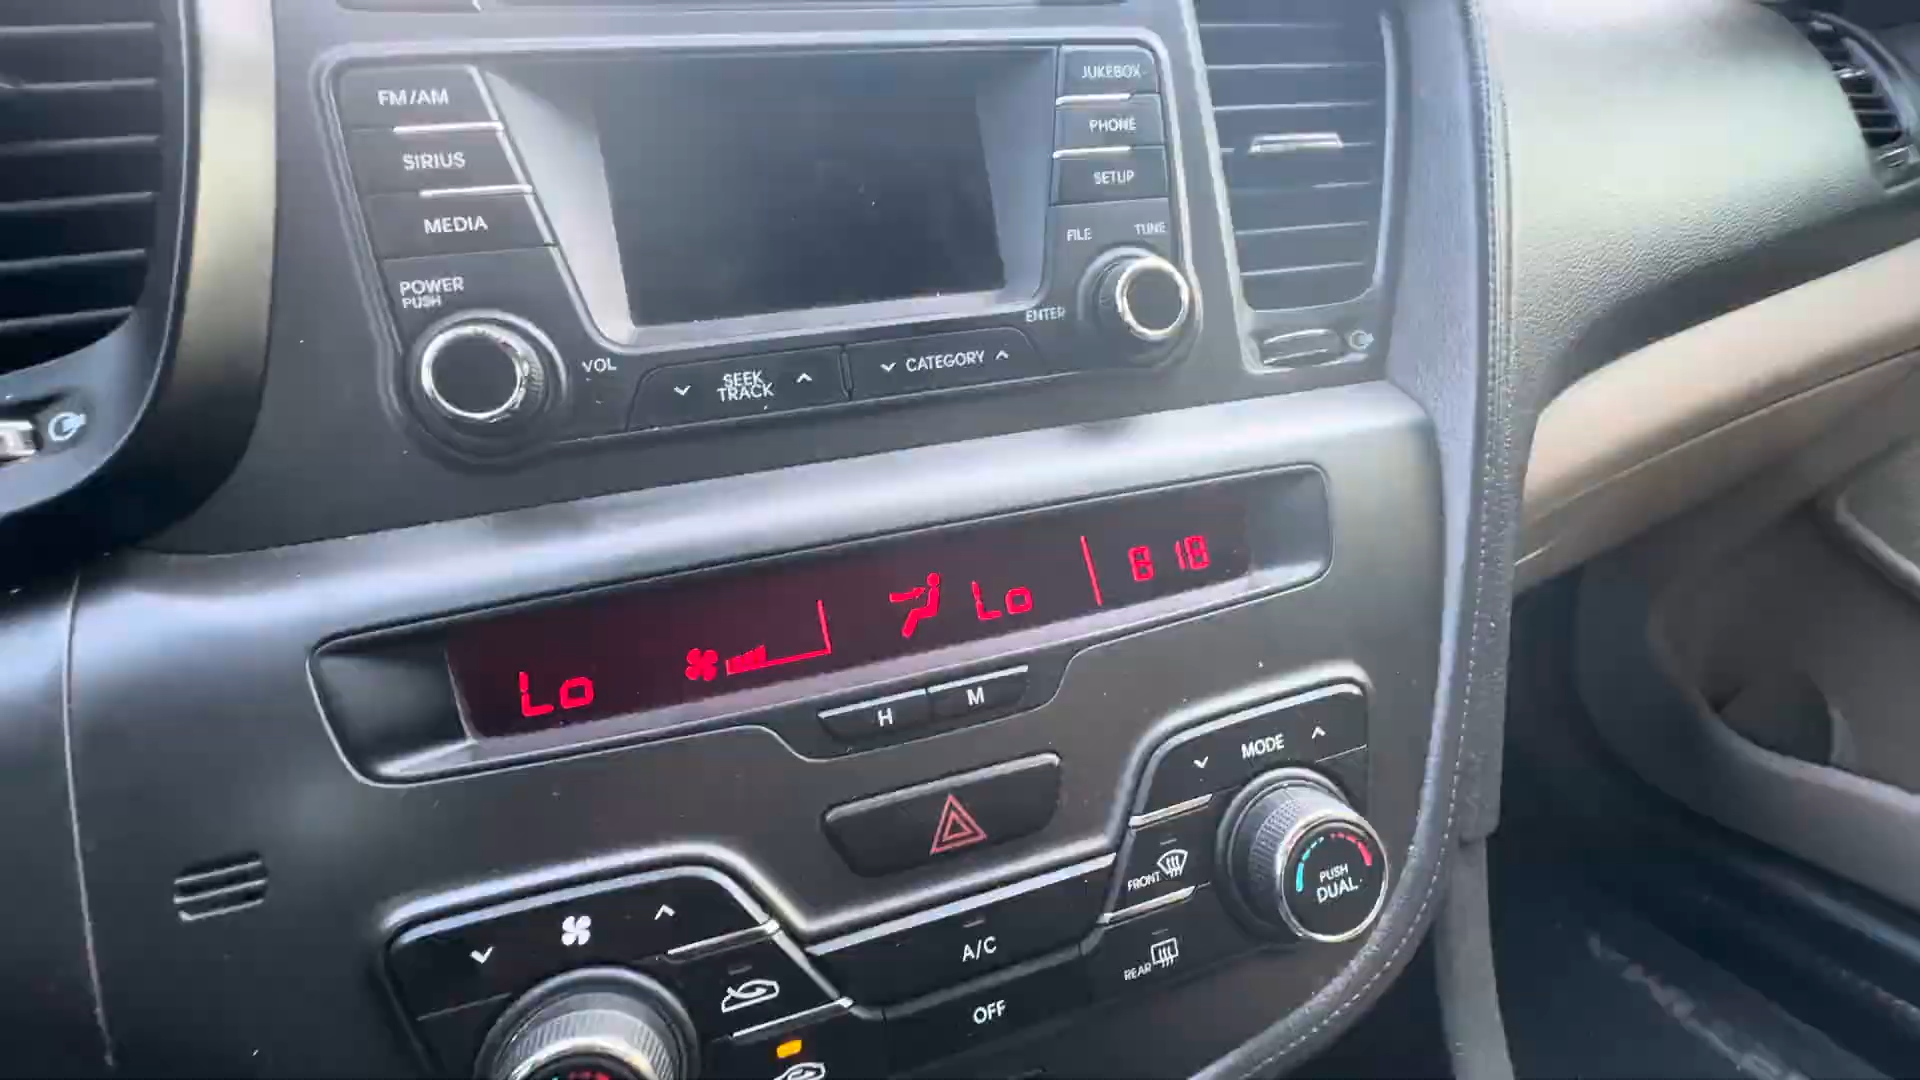 FM/AM
SIRIUS
MEDIA
POWER
PUSH
VOL
SEEK
TRACK
CATEGORY
JUKEBOX
PHONE
SETUP
FILE
TUNE
ENTER
Lo
Lo
8 18
H
M
MODE
FRONT
PUSH
DUAL
A/C
REAR
OFF